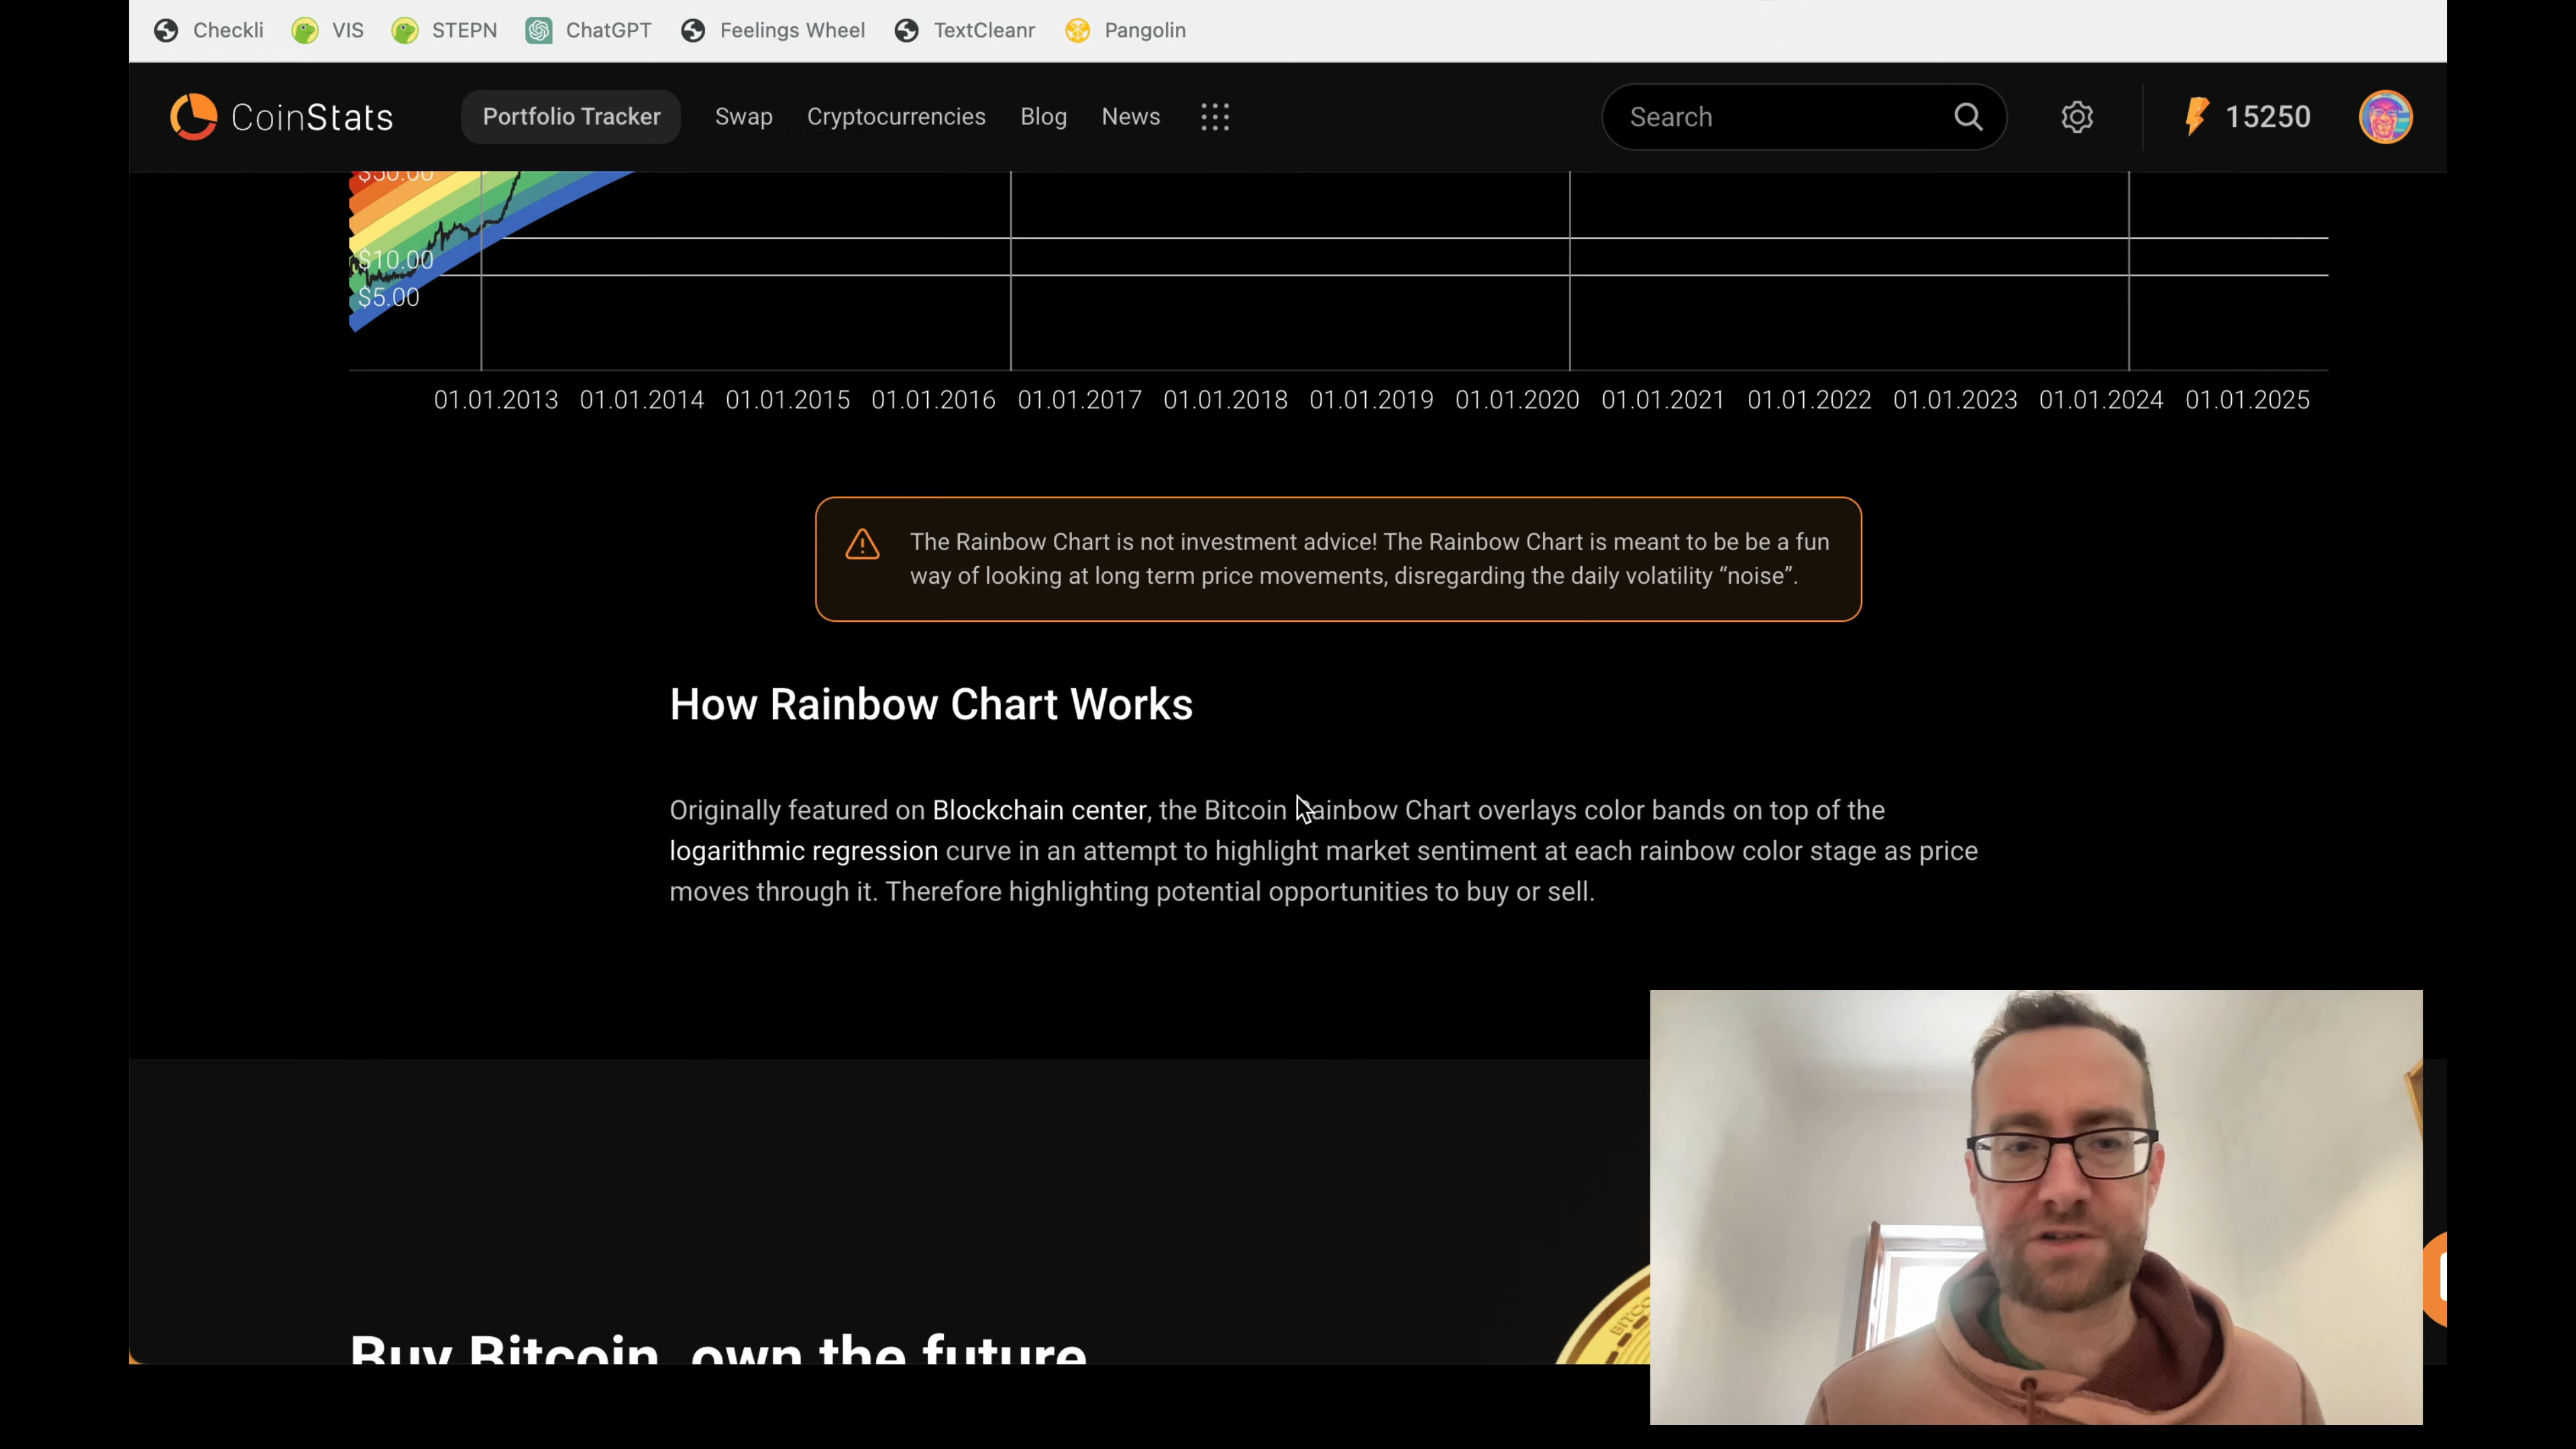 Checkli VIS STEPN ChatGPT Feelings Wheel TextCleanr Pangolin
CoinStats Portfolio Tracker Swap Cryptocurrencies Blog News Search 15250
$50.00
$10.00
$5.00
01.01.2013 01.01.2014 01.01.2015 01.01.2016 01.01.2017 01.01.2018 01.01.2019 01.01.2020 01.01.2021 01.01.2022 01.01.2023 01.01.2024 01.01.2025
The Rainbow Chart is not investment advice! The Rainbow Chart is meant to be be a fun
way of looking at long term price movements, disregarding the daily volatility “noise”.
How Rainbow Chart Works
Originally featured on Blockchain center, the Bitcoin Rainbow Chart overlays color bands on top of the
logarithmic regression curve in an attempt to highlight market sentiment at each rainbow color stage as price
moves through it. Therefore highlighting potential opportunities to buy or sell.
Buy Bitcoin, own the future
BITCO